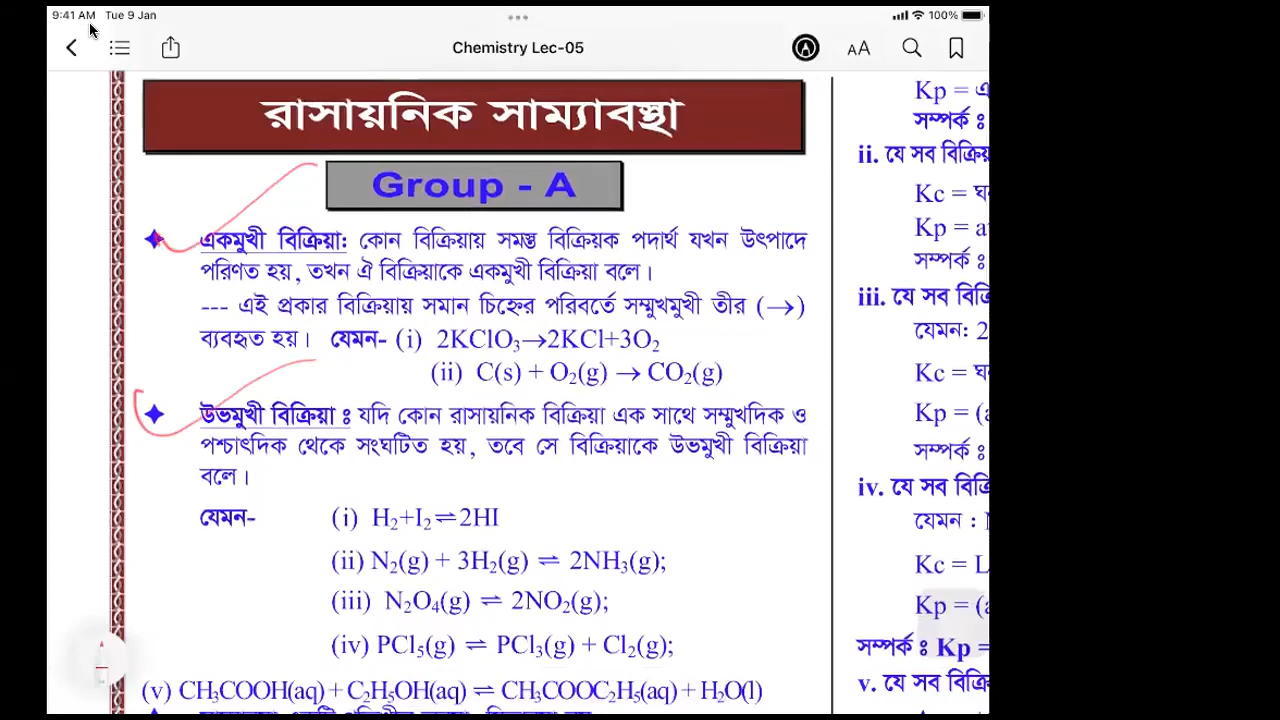 9:41 AM Tue 9 Jan
100%
Chemistry Lec-05
AA
রাসায়নিক সাম্যাবস্থা
Group - A
একমুখী বিক্রিয়া: কোন বিক্রিয়ায় সমস্ত বিক্রিয়ক পদার্থ যখন উৎপাদে
পরিণত হয়, তখন ঐ বিক্রিয়াকে একমুখী বিক্রিয়া বলে।
--- এই প্রকার বিক্রিয়ায় সমান চিহ্নের পরিবর্তে সম্মুখমুখী তীর (→)
ব্যবহৃত হয়। যেমন- (i) 2KClO₃→2KCl+3O₂
(ii) C(s) + O₂(g) → CO₂(g)
উভমুখী বিক্রিয়া ঃ যদি কোন রাসায়নিক বিক্রিয়া এক সাথে সম্মুখদিক ও
পশ্চাৎদিক থেকে সংঘটিত হয়, তবে সে বিক্রিয়াকে উভমুখী বিক্রিয়া
বলে।
যেমন- (i) H₂+I₂⇌2HI
(ii) N₂(g) + 3H₂(g) ⇌ 2NH₃(g);
(iii) N₂O₄(g) ⇌ 2NO₂(g);
(iv) PCl₅(g) ⇌ PCl₃(g) + Cl₂(g);
(v) CH₃COOH(aq) + C₂H₅OH(aq) ⇌ CH₃COOC₂H₅(aq) + H₂O(l)
Kp = এ
সম্পর্ক ঃ
ii. যে সব বিক্রিয়
Kc = ঘ
Kp = a
সম্পর্ক ঃ
iii. যে সব বিক্রি
যেমন: 2
Kc = ঘ
Kp = (a
সম্পর্ক ঃ
iv. যে সব বিক্রি
যেমন :
Kc = L
Kp = (a
সম্পর্ক ঃ Kp =
v. যে সব বিক্রি